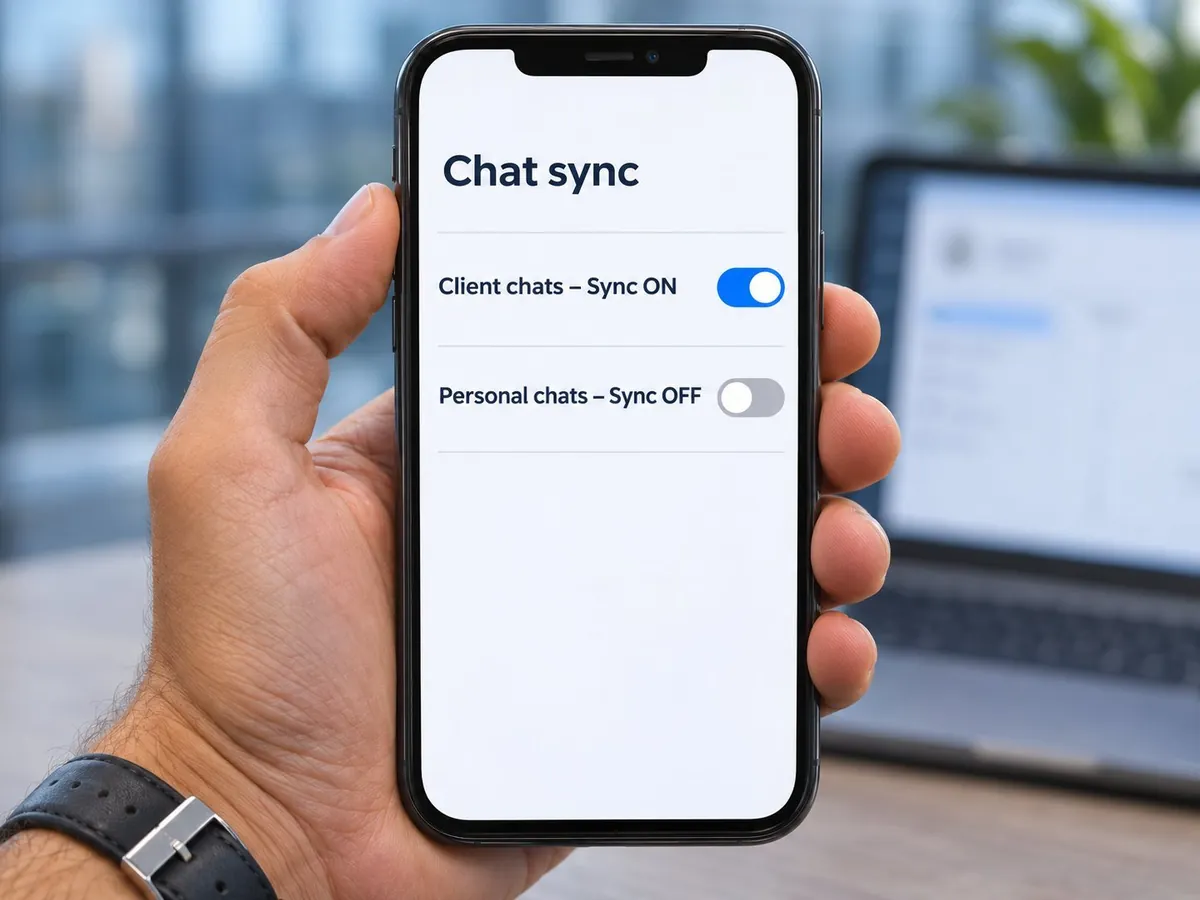 Chat sync
Client chats – Sync ON
Personal chats – Sync OFF